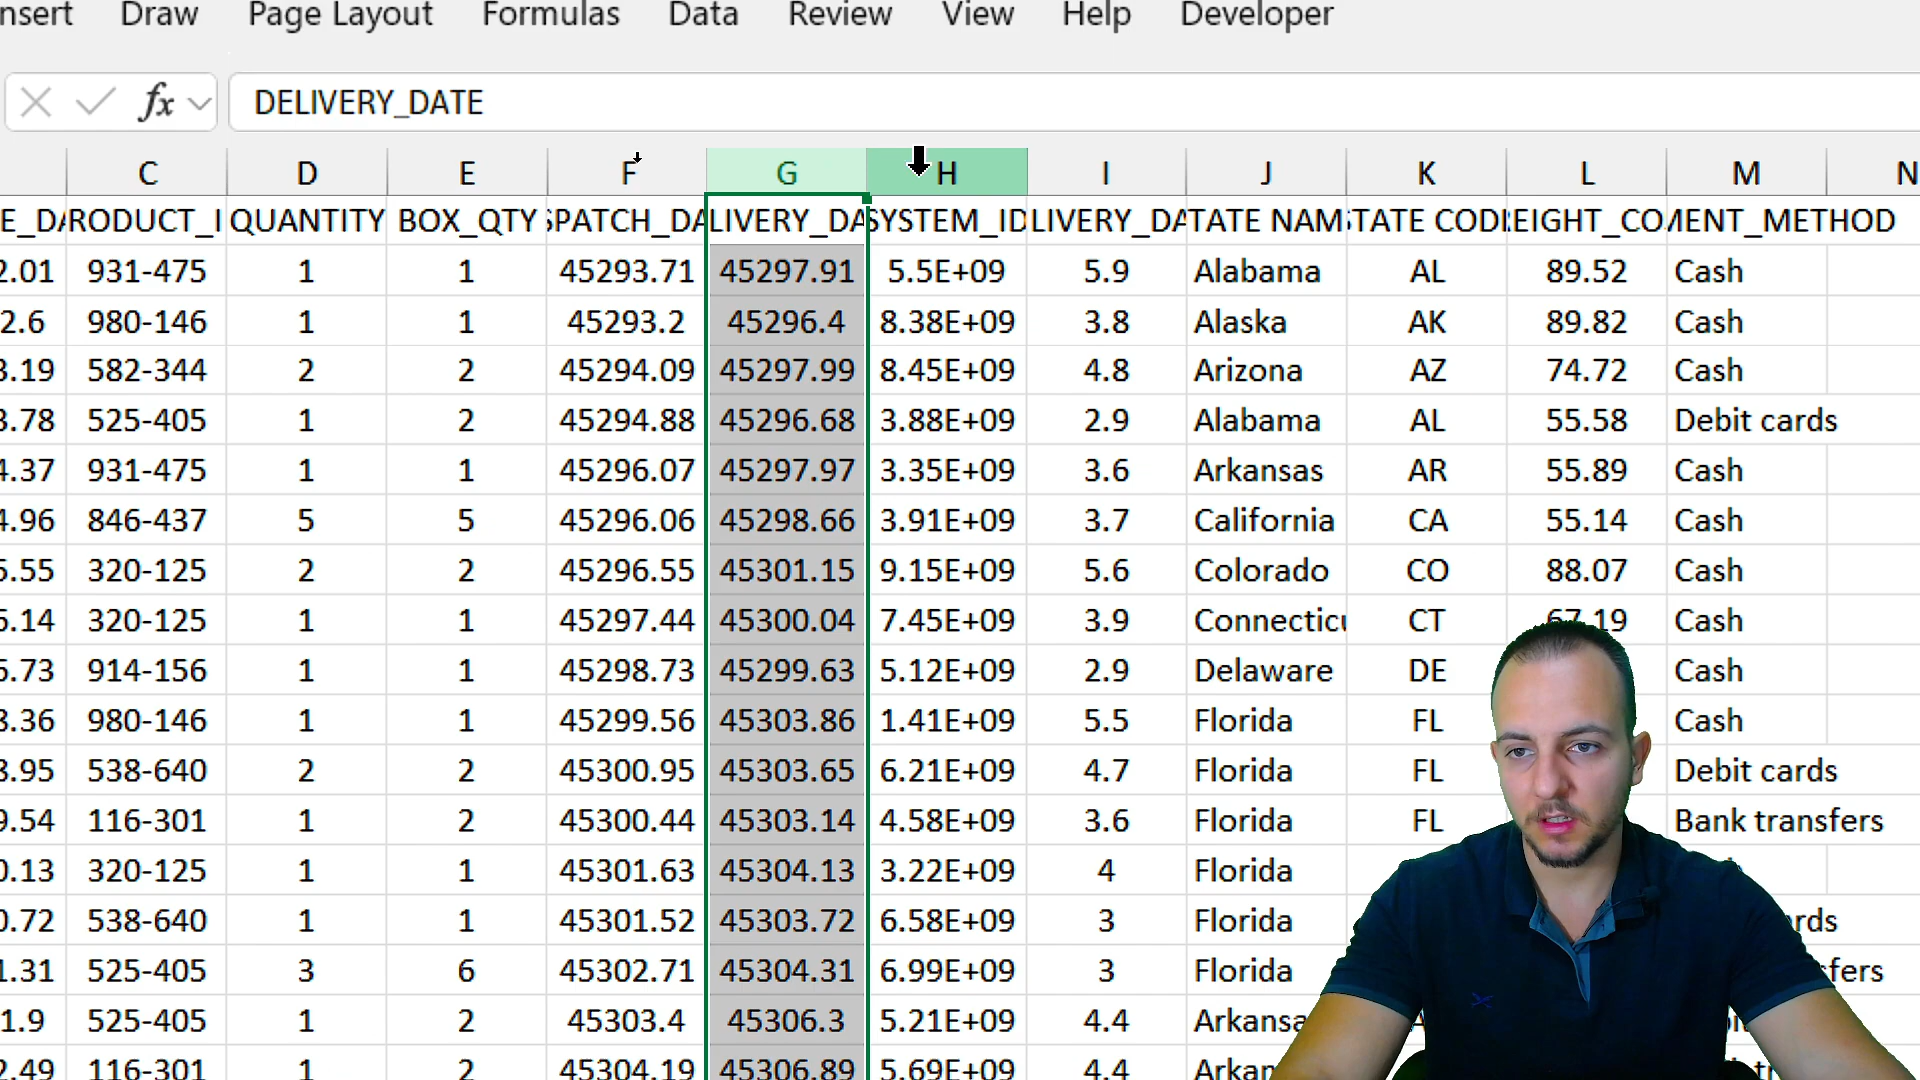 nsert Draw Page Layout Formulas Data Review View Help Developer
fx DELIVERY_DATE
C D E F G H I J K L M N
E_DA RODUCT_I QUANTITY BOX_QTY SPATCH_DA LIVERY_DA SYSTEM_ID LIVERY_DA TATE NAM STATE CODE REIGHT_CO MENT_METHOD
2.01 931-475 1 1 45293.71 45297.91 5.5E+09 5.9 Alabama AL 89.52 Cash
2.6 980-146 1 1 45293.2 45296.4 8.38E+09 3.8 Alaska AK 89.82 Cash
3.19 582-344 2 2 45294.09 45297.99 8.45E+09 4.8 Arizona AZ 74.72 Cash
3.78 525-405 1 2 45294.88 45296.68 3.88E+09 2.9 Alabama AL 55.58 Debit cards
4.37 931-475 1 1 45296.07 45297.97 3.35E+09 3.6 Arkansas AR 55.89 Cash
4.96 846-437 5 5 45296.06 45298.66 3.91E+09 3.7 California CA 55.14 Cash
5.55 320-125 2 2 45296.55 45301.15 9.15E+09 5.6 Colorado CO 88.07 Cash
6.14 320-125 1 1 45297.44 45300.04 7.45E+09 3.9 Connecticu CT 67.19 Cash
6.73 914-156 1 1 45298.73 45299.63 5.12E+09 2.9 Delaware DE Cash
8.36 980-146 1 1 45299.56 45303.86 1.41E+09 5.5 Florida FL Cash
8.95 538-640 2 2 45300.95 45303.65 6.21E+09 4.7 Florida FL Debit cards
9.54 116-301 1 2 45300.44 45303.14 4.58E+09 3.6 Florida FL Bank transfers
0.13 320-125 1 1 45301.63 45304.13 3.22E+09 4 Florida
0.72 538-640 1 1 45301.52 45303.72 6.58E+09 3 Florida rds
1.31 525-405 3 6 45302.71 45304.31 6.99E+09 3 Florida sfers
1.9 525-405 1 2 45303.4 45306.3 5.21E+09 4.4 Arkansa
2.49 116-301 1 2 45304.19 45306.89 5.69E+09 4.4 Arkan